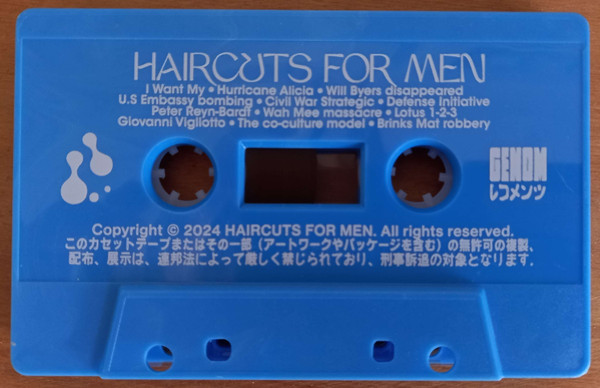 HAIRCUTS FOR MEN
I Want My • Hurricane Alicia • Will Byers disappeared
U.S Embassy bombing • Civil War Strategic • Defense Initiative
Peter Reyn-Bardt • Wah Mee massacre • Lotus 1-2-3
Giovanni Vigliotto • The co-culture model • Brinks Mat robbery
GENOM
レコメンツ
Copyright © 2024 HAIRCUTS FOR MEN. All rights reserved.
このカセットテープまたはその一部（アートワークやパッケージを含む）の無許可の複製、
配布、展示は、連邦法によって厳しく禁じられており、刑事訴追の対象となります.